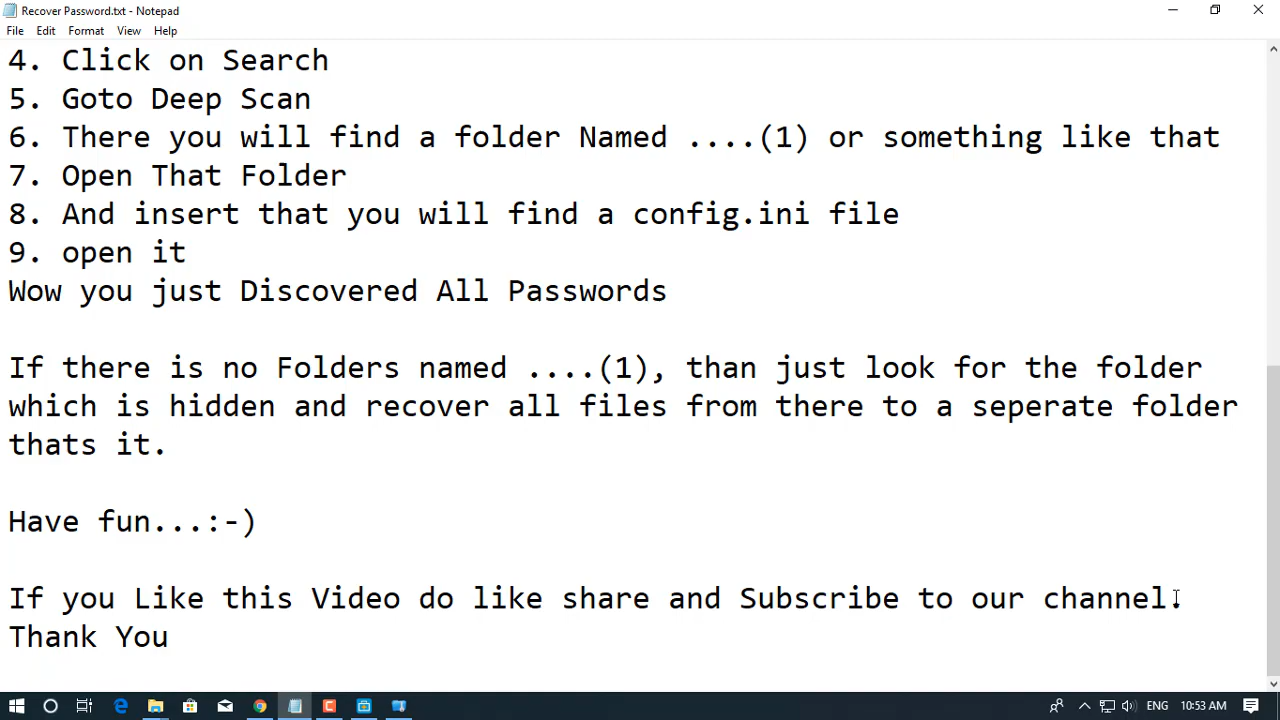 Recover Password.txt - Notepad
File Edit Format View Help
4. Click on Search
5. Goto Deep Scan
6. There you will find a folder Named ....(1) or something like that
7. Open That Folder
8. And insert that you will find a config.ini file
9. open it
Wow you just Discovered All Passwords
If there is no Folders named ....(1), than just look for the folder
which is hidden and recover all files from there to a seperate folder
thats it.
Have fun...:-)
If you Like this Video do like share and Subscribe to our channel.
Thank You
ENG 10:53 AM